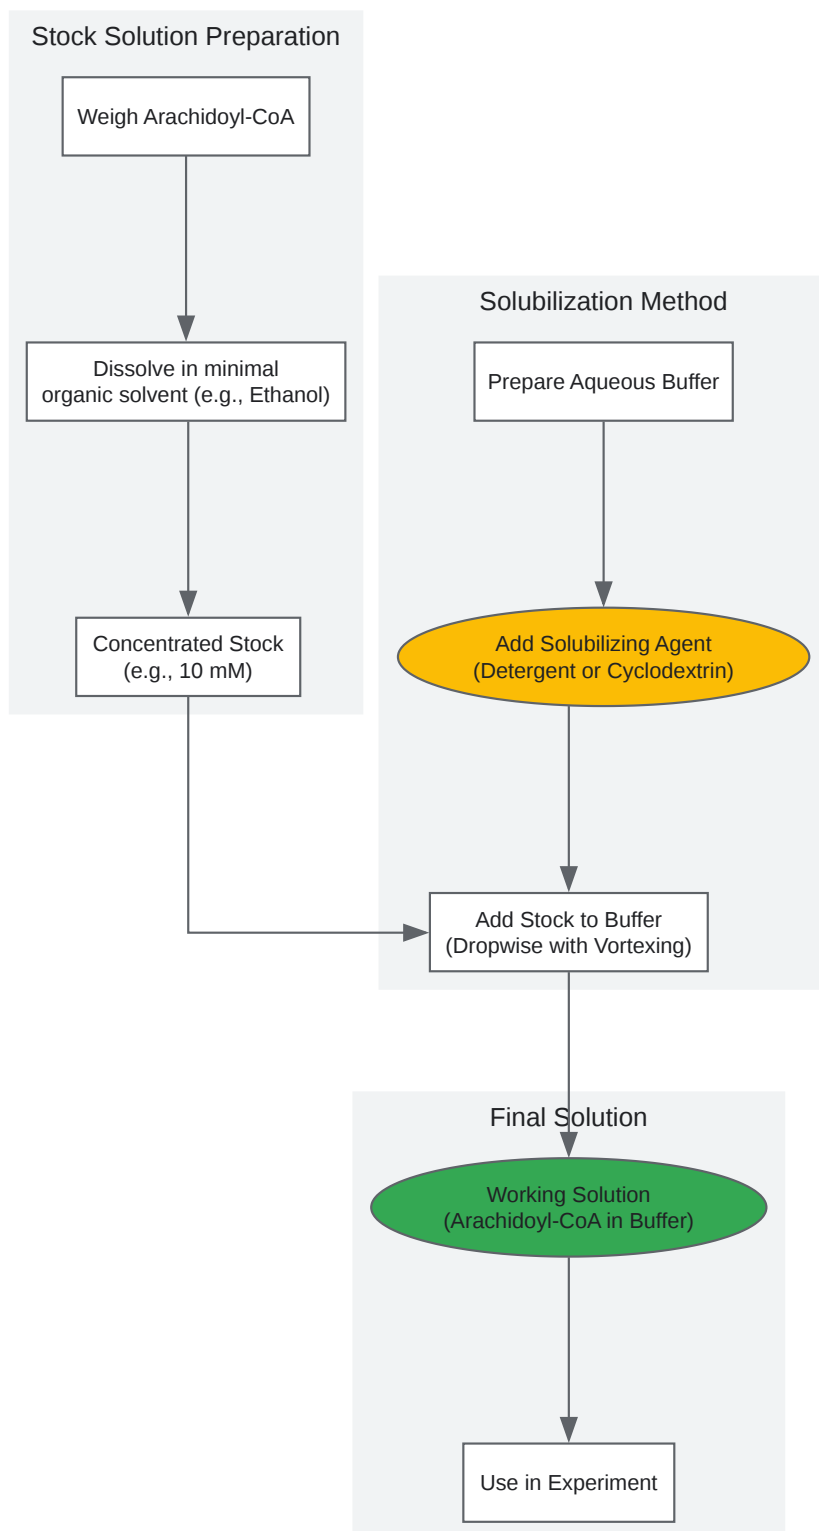 Stock Solution Preparation
Weigh Arachidoyl-CoA
Dissolve in minimal
organic solvent (e.g., Ethanol)
Concentrated Stock
(e.g., 10 mM)
Solubilization Method
Prepare Aqueous Buffer
Add Solubilizing Agent
(Detergent or Cyclodextrin)
Add Stock to Buffer
(Dropwise with Vortexing)
Final Solution
Working Solution
(Arachidoyl-CoA in Buffer)
Use in Experiment